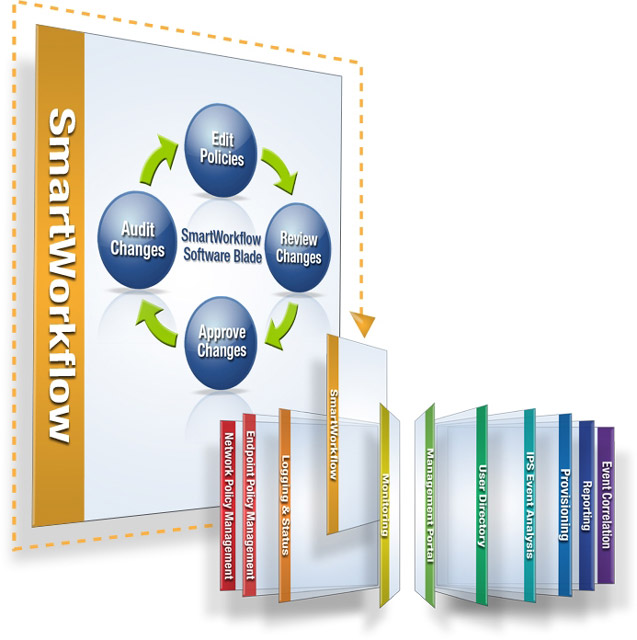 SmartWorkflow
Edit
Policies
Audit
Changes
SmartWorkflow
Software Blade
Review
Changes
Approve
Changes
Network Policy Management
Endpoint Policy Management
Logging & Status
SmartWorkflow
Monitoring
Management Portal
User Directory
IPS Event Analysis
Provisioning
Reporting
Event Correlation